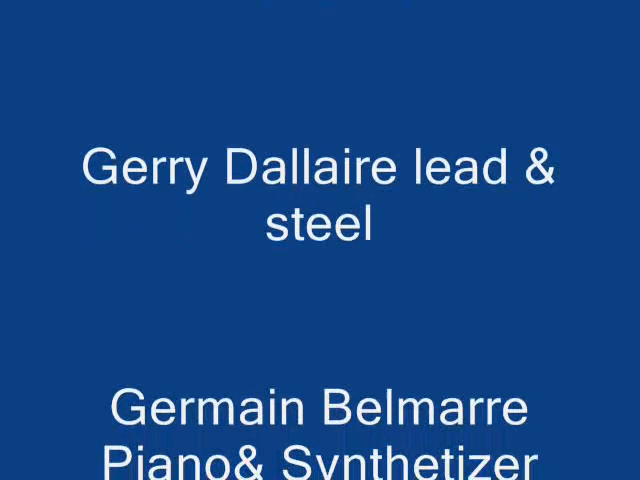 Gerry Dallaire lead &
steel
Germain Belmarre
Piano& Synthetizer